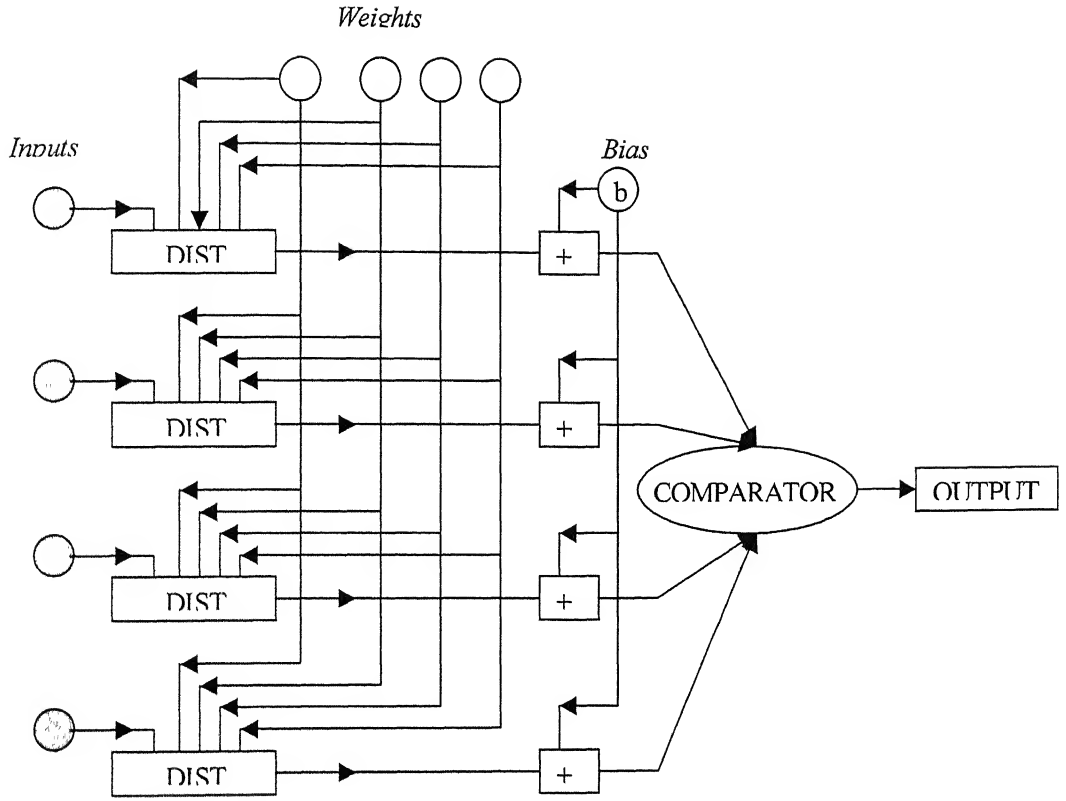 Weights
Inputs
Bias
b
DIST
+
DIST
+
COMPARATOR
OUTPUT
DIST
+
DIST
+